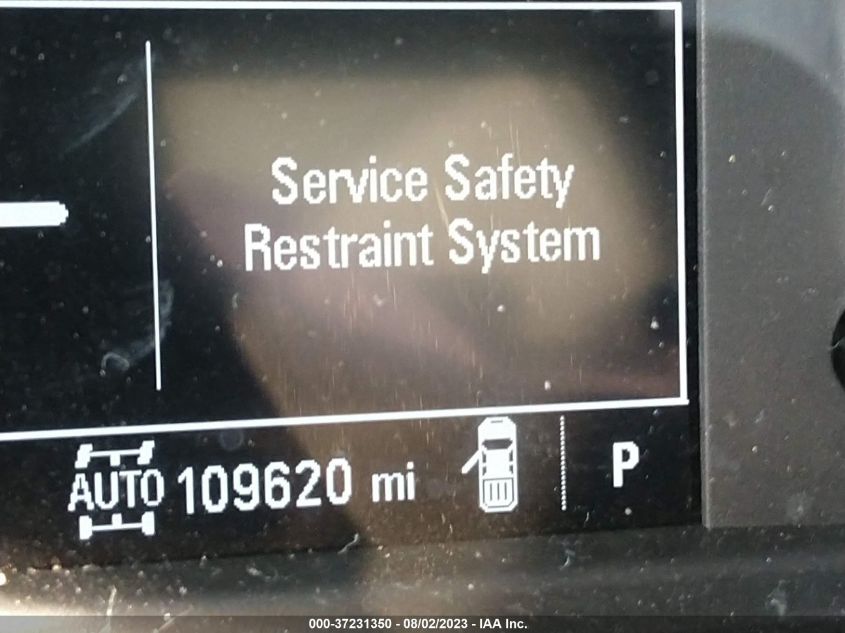 Service Safety
Restraint System
AUTO 109620 mi P
000-37231350 - 08/02/2023 - IAA Inc.